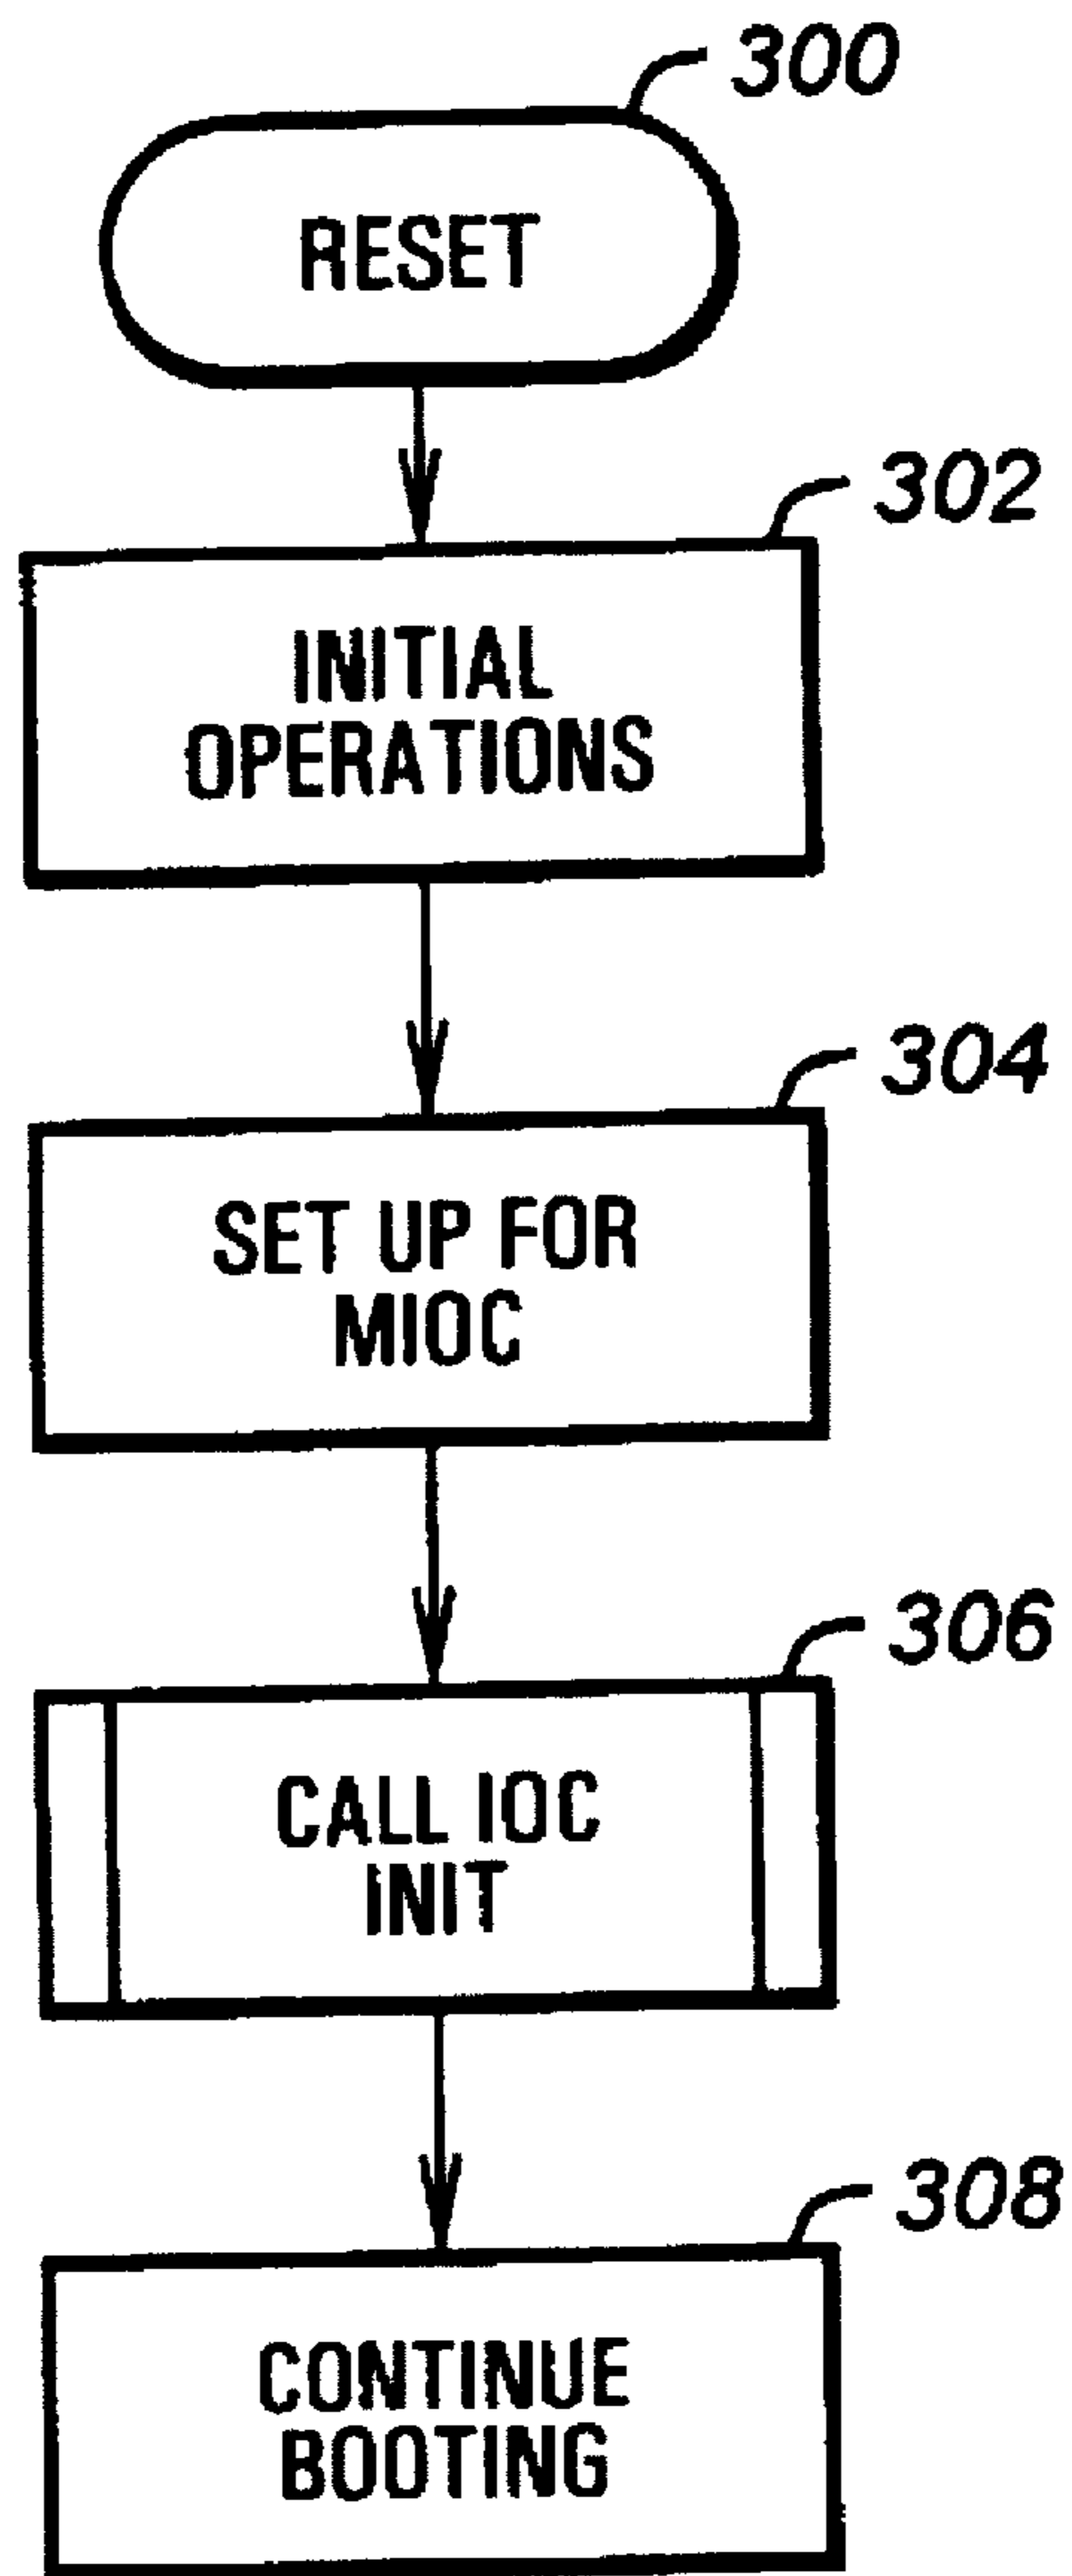 300
RESET
302
INITIAL
OPERATIONS
304
SET UP FOR
MIOC
306
CALL IOC
INIT
308
CONTINUE
BOOTING